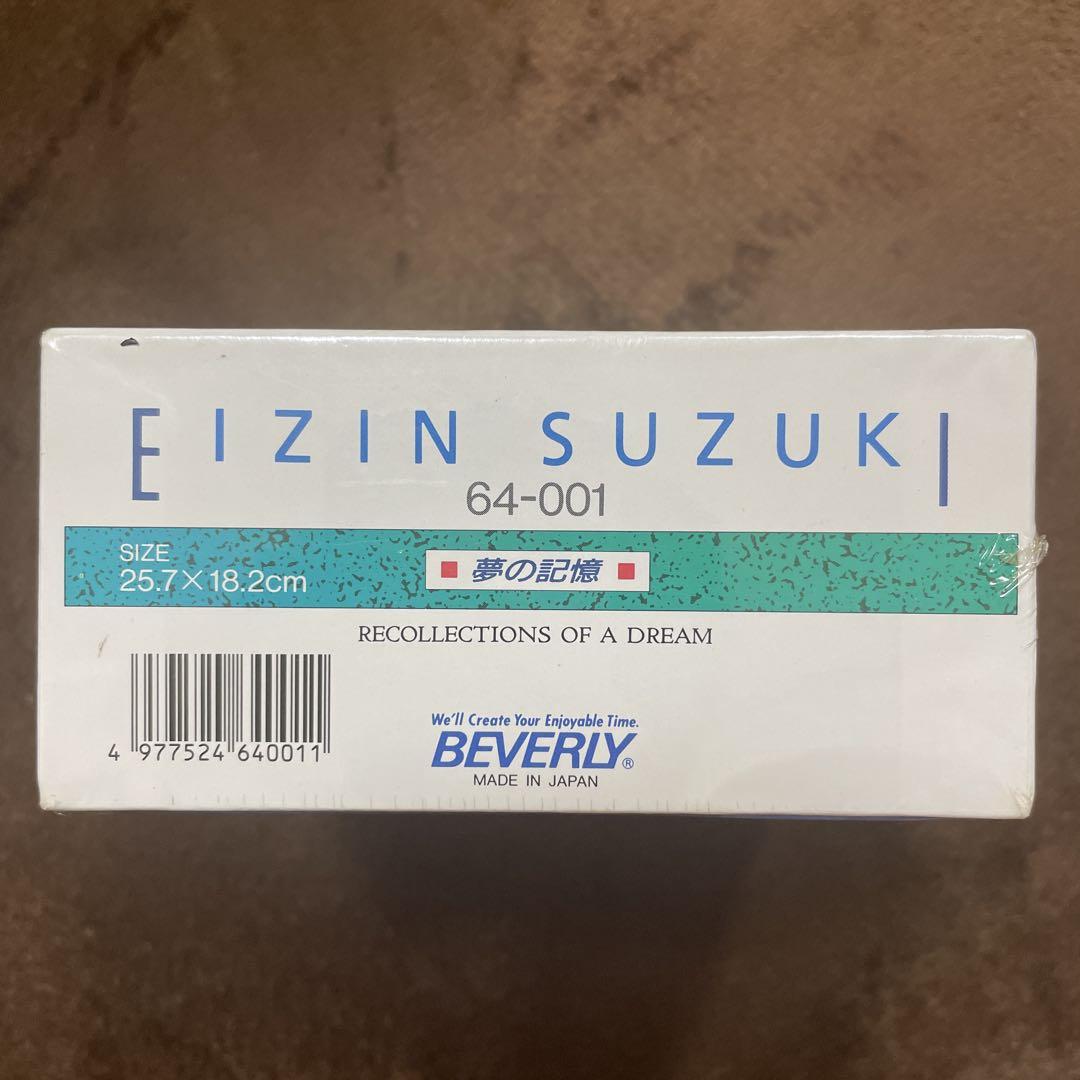 EIZIN SUZUKI
64-001
SIZE
25.7×18.2cm
■ 夢の記憶 ■
RECOLLECTIONS OF A DREAM
4 977524 640011
We'll Create Your Enjoyable Time.
BEVERLY®
MADE IN JAPAN